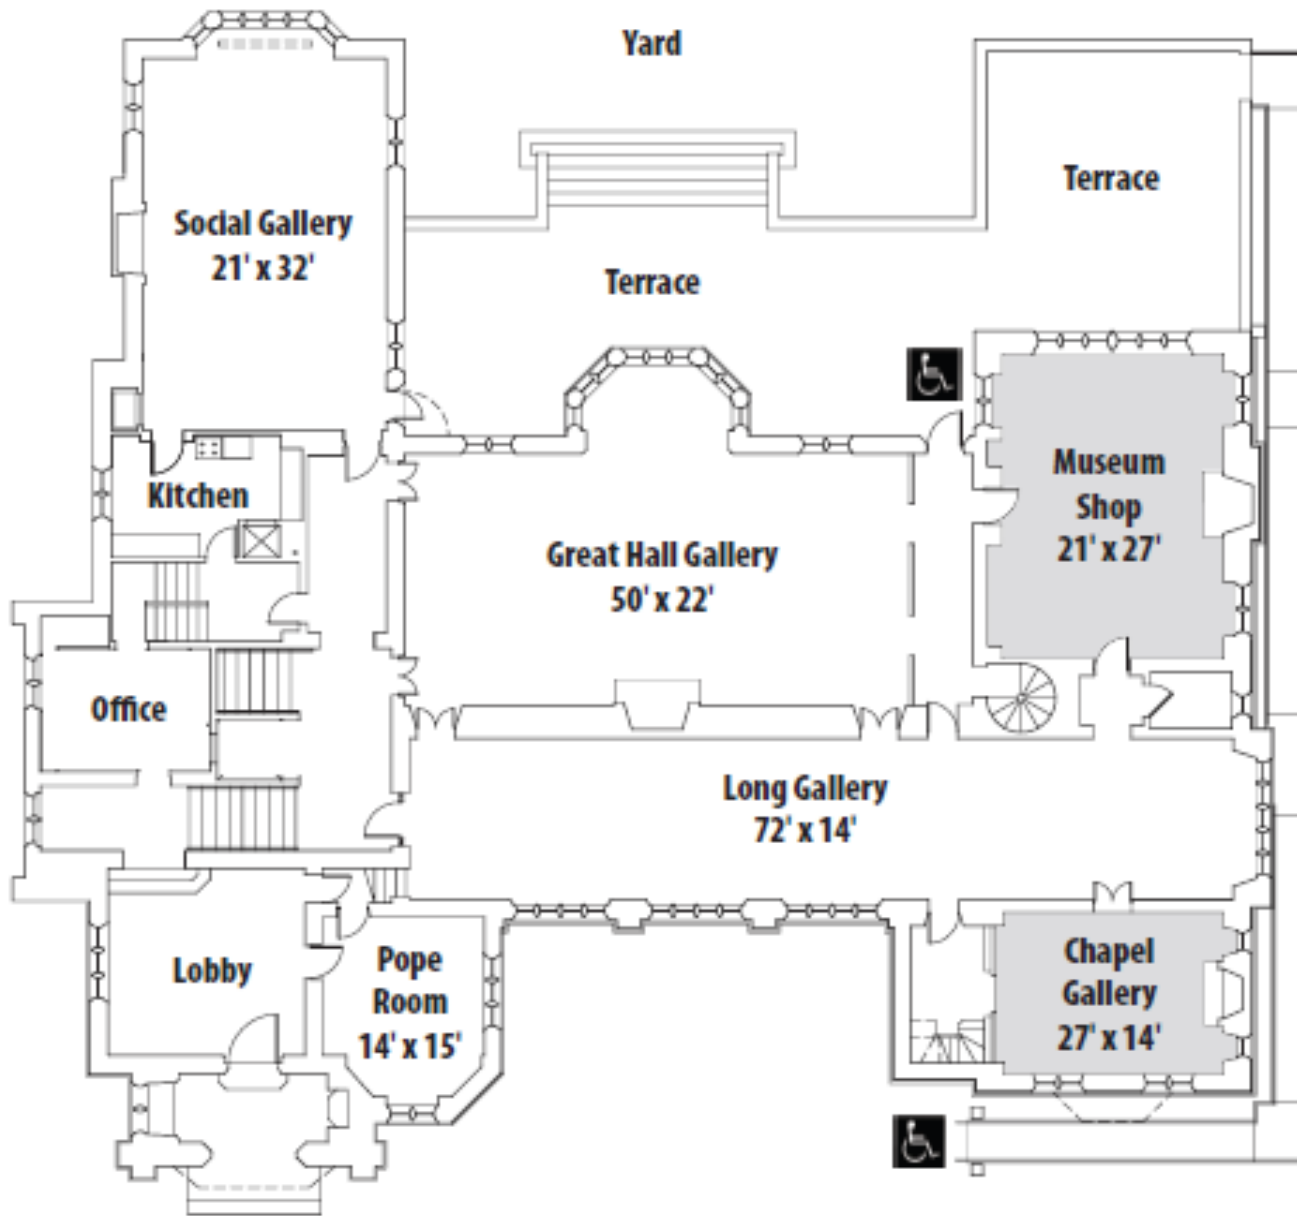 Yard
Terrace
Social Gallery
21' x 32'
Terrace
Museum
Shop
21' x 27'
Kitchen
Great Hall Gallery
50' x 22'
Office
Long Gallery
72' x 14'
Lobby
Pope
Room
14' x 15'
Chapel
Gallery
27' x 14'